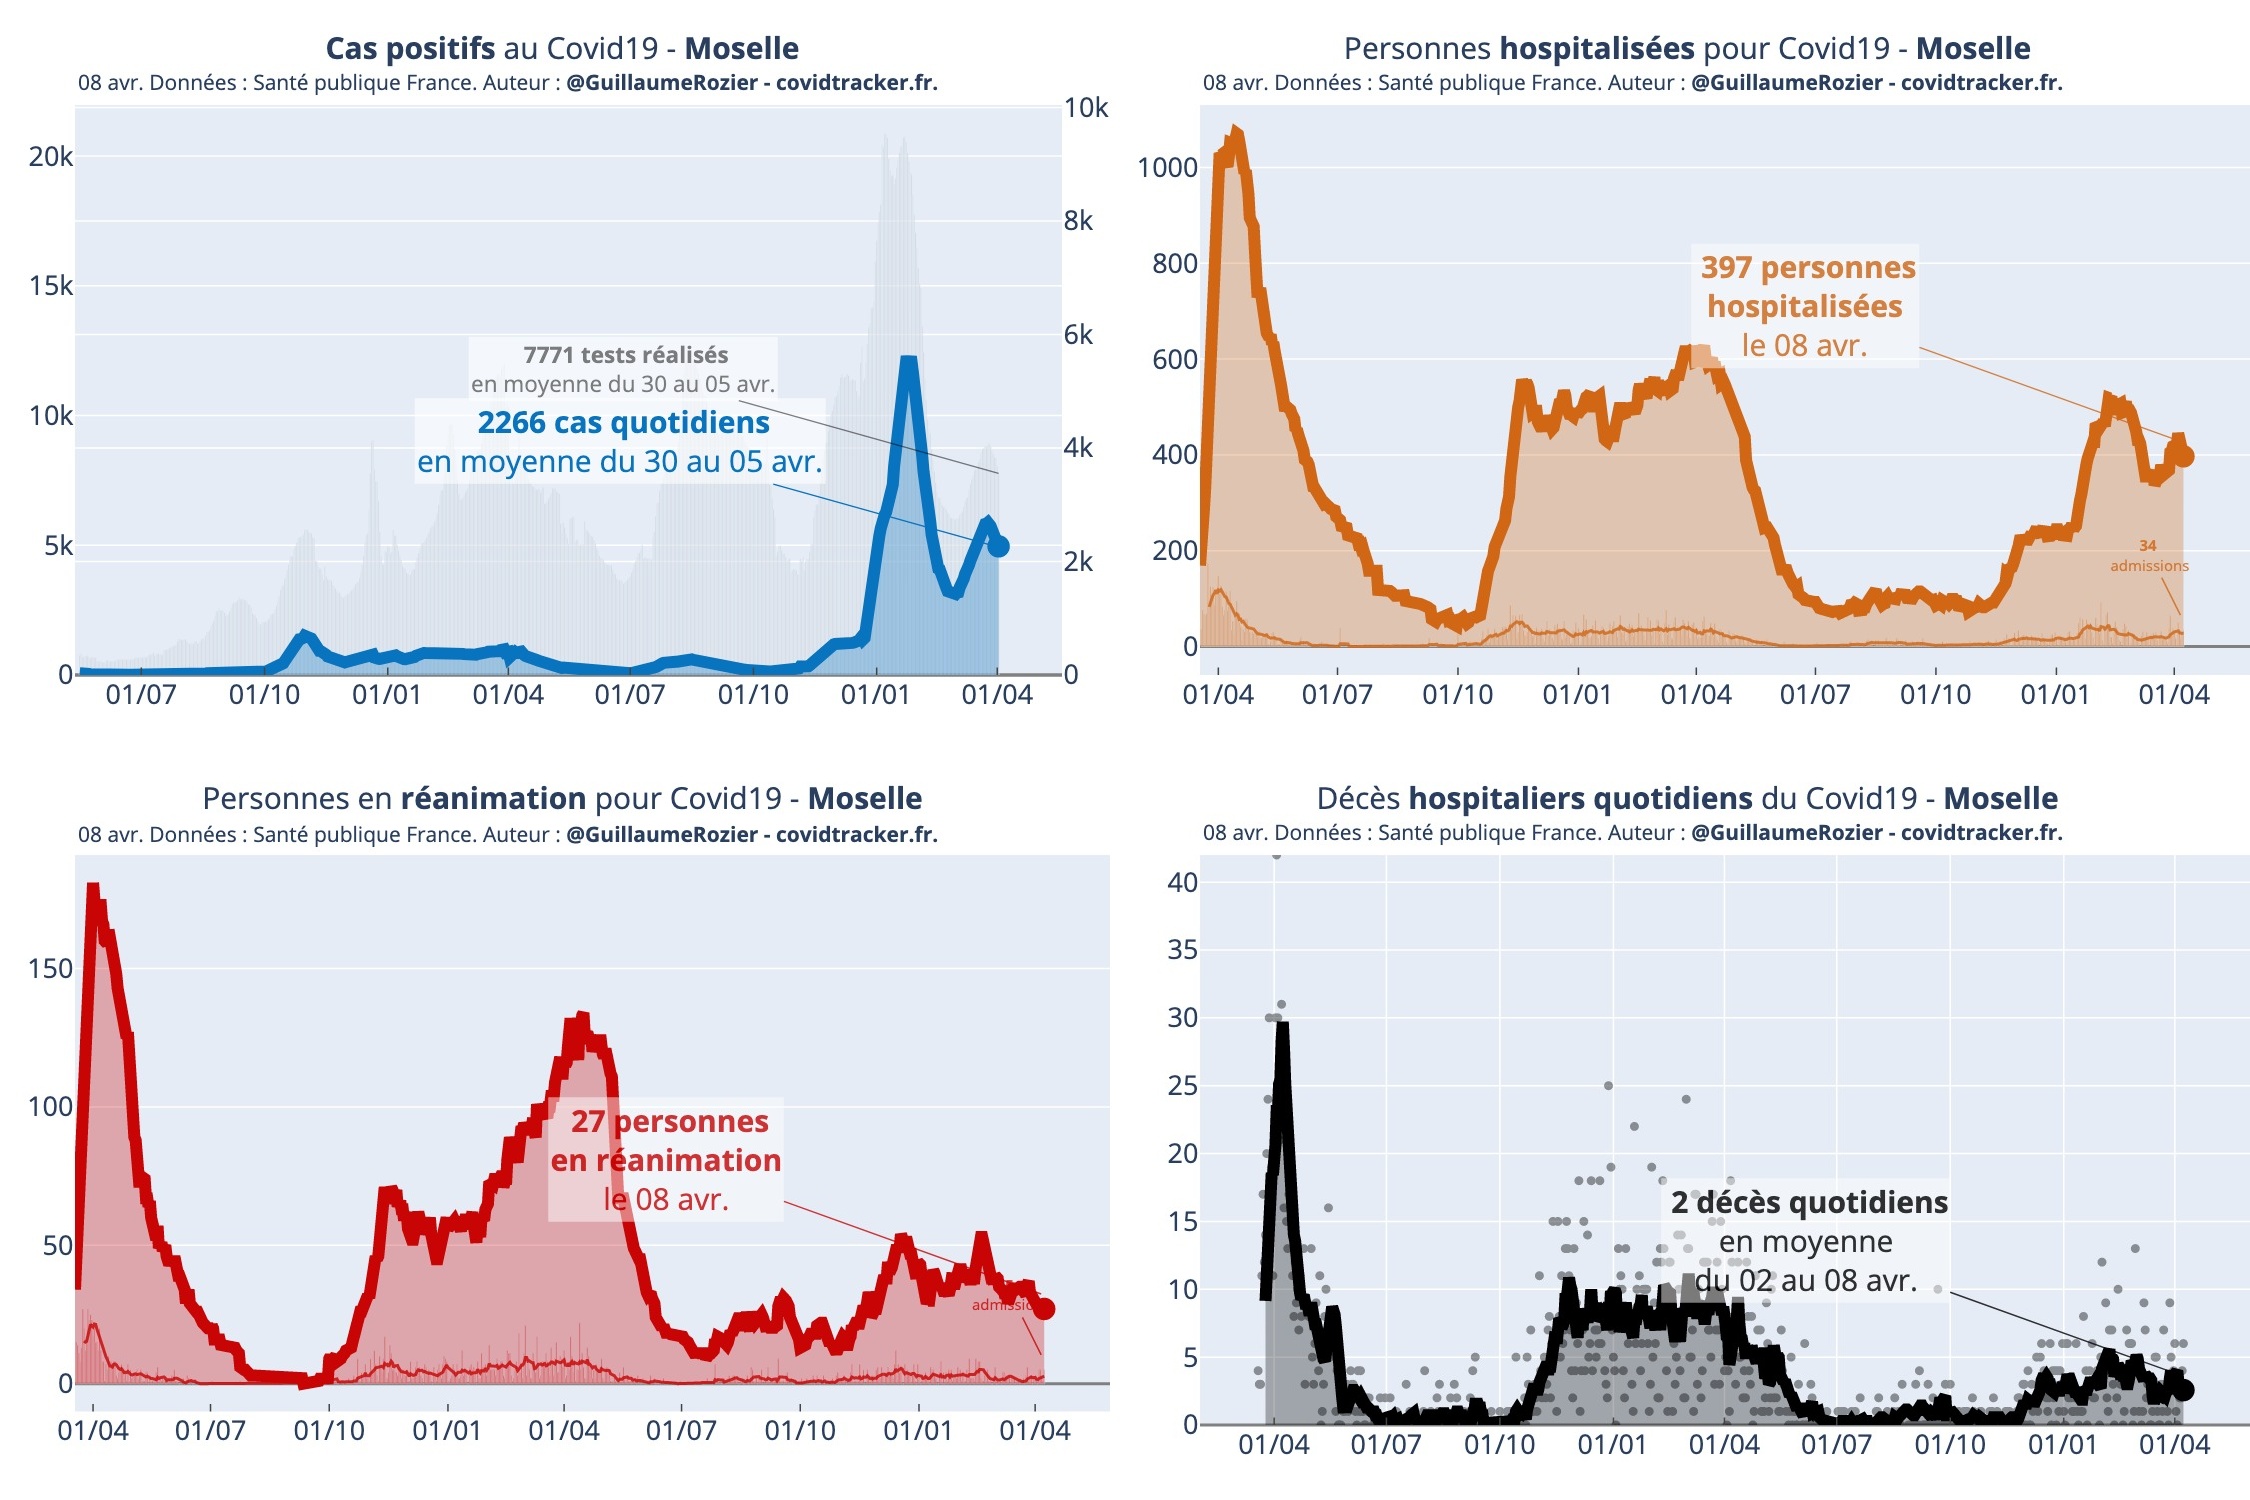 Cas positifs au Covid19 - Moselle
08 avr. Données : Santé publique France. Auteur : @GuillaumeRozier - covidtracker.fr.
20k
15k
10k
5k
0
10k
8k
6k
4k
2k
0
7771 tests réalisés
en moyenne du 30 au 05 avr.
2266 cas quotidiens
en moyenne du 30 au 05 avr.
01/07 01/10 01/01 01/04 01/07 01/10 01/01 01/04
Personnes hospitalisées pour Covid19 - Moselle
08 avr. Données : Santé publique France. Auteur : @GuillaumeRozier - covidtracker.fr.
1000
800
600
400
200
0
397 personnes
hospitalisées
le 08 avr.
34
admissions
01/04 01/07 01/10 01/01 01/04 01/07 01/10 01/01 01/04
Personnes en réanimation pour Covid19 - Moselle
08 avr. Données : Santé publique France. Auteur : @GuillaumeRozier - covidtracker.fr.
150
100
50
0
27 personnes
en réanimation
le 08 avr.
01/04 01/07 01/10 01/01 01/04 01/07 01/10 01/01 01/04
Décès hospitaliers quotidiens du Covid19 - Moselle
08 avr. Données : Santé publique France. Auteur : @GuillaumeRozier - covidtracker.fr.
40
35
30
25
20
15
10
5
0
2 décès quotidiens
en moyenne
du 02 au 08 avr.
01/04 01/07 01/10 01/01 01/04 01/07 01/10 01/01 01/04